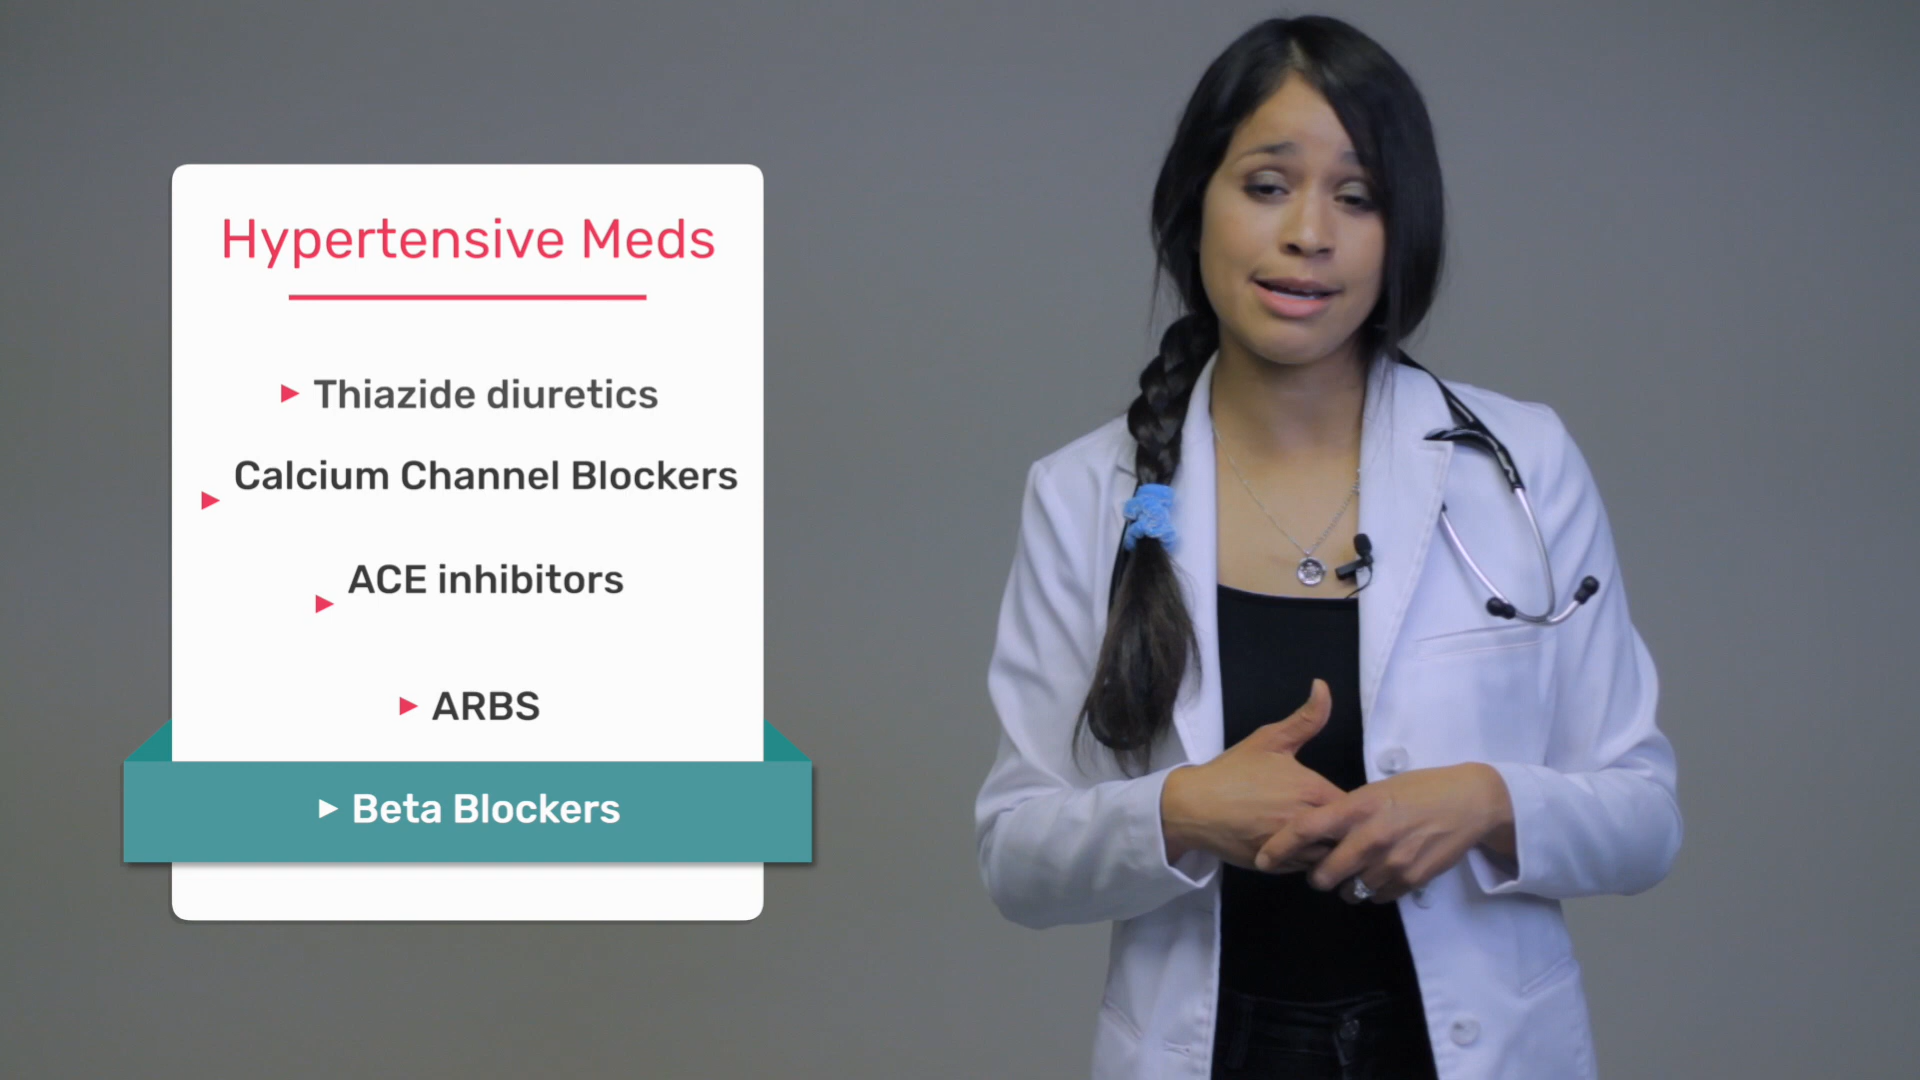 Hypertensive Meds
Thiazide diuretics
Calcium Channel Blockers
ACE inhibitors
ARBS
Beta Blockers